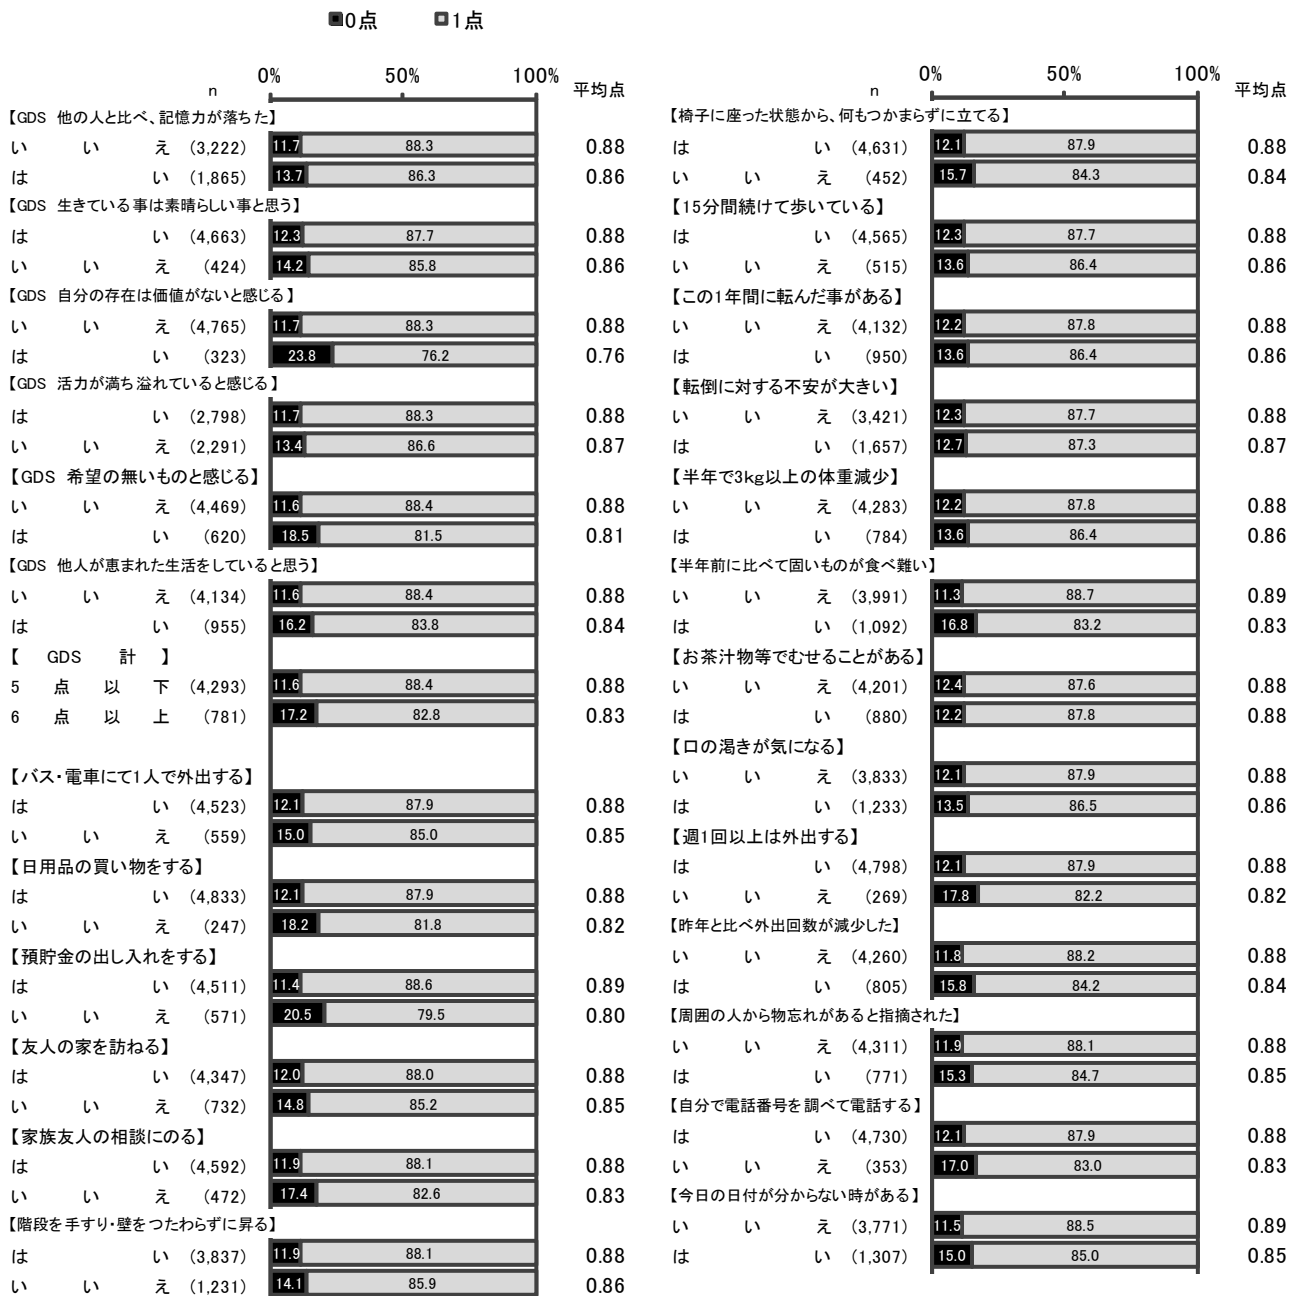 ■0点 □1点
0% 50% 100%
n 平均点
【GDS 他の人と比べ、記憶力が落ちた】
いいえ (3,222) 11.7 88.3 0.88
はい (1,865) 13.7 86.3 0.86
【GDS 生きている事は素晴らしい事と思う】
はい (4,663) 12.3 87.7 0.88
いいえ (424) 14.2 85.8 0.86
【GDS 自分の存在は価値がないと感じる】
いいえ (4,765) 11.7 88.3 0.88
はい (323) 23.8 76.2 0.76
【GDS 活力が満ち溢れていると感じる】
はい (2,798) 11.7 88.3 0.88
いいえ (2,291) 13.4 86.6 0.87
【GDS 希望の無いものと感じる】
いいえ (4,469) 11.6 88.4 0.88
はい (620) 18.5 81.5 0.81
【GDS 他人が恵まれた生活をしていると思う】
いいえ (4,134) 11.6 88.4 0.88
はい (955) 16.2 83.8 0.84
【 GDS 計 】
5点以下 (4,293) 11.6 88.4 0.88
6点以上 (781) 17.2 82.8 0.83
【バス・電車にて1人で外出する】
はい (4,523) 12.1 87.9 0.88
いいえ (559) 15.0 85.0 0.85
【日用品の買い物をする】
はい (4,833) 12.1 87.9 0.88
いいえ (247) 18.2 81.8 0.82
【預貯金の出し入れをする】
はい (4,511) 11.4 88.6 0.89
いいえ (571) 20.5 79.5 0.80
【友人の家を訪ねる】
はい (4,347) 12.0 88.0 0.88
いいえ (732) 14.8 85.2 0.85
【家族友人の相談にのる】
はい (4,592) 11.9 88.1 0.88
いいえ (472) 17.4 82.6 0.83
【階段を手すり・壁をつたわらずに昇る】
はい (3,837) 11.9 88.1 0.88
いいえ (1,231) 14.1 85.9 0.86
0% 50% 100%
n 平均点
【椅子に座った状態から、何もつかまらずに立てる】
はい (4,631) 12.1 87.9 0.88
いいえ (452) 15.7 84.3 0.84
【15分間続けて歩いている】
はい (4,565) 12.3 87.7 0.88
いいえ (515) 13.6 86.4 0.86
【この1年間に転んだ事がある】
いいえ (4,132) 12.2 87.8 0.88
はい (950) 13.6 86.4 0.86
【転倒に対する不安が大きい】
いいえ (3,421) 12.3 87.7 0.88
はい (1,657) 12.7 87.3 0.87
【半年で3kg以上の体重減少】
いいえ (4,283) 12.2 87.8 0.88
はい (784) 13.6 86.4 0.86
【半年前に比べて固いものが食べ難い】
いいえ (3,991) 11.3 88.7 0.89
はい (1,092) 16.8 83.2 0.83
【お茶汁物等でむせることがある】
いいえ (4,201) 12.4 87.6 0.88
はい (880) 12.2 87.8 0.88
【口の渇きが気になる】
いいえ (3,833) 12.1 87.9 0.88
はい (1,233) 13.5 86.5 0.86
【週1回以上は外出する】
はい (4,798) 12.1 87.9 0.88
いいえ (269) 17.8 82.2 0.82
【昨年と比べ外出回数が減少した】
いいえ (4,260) 11.8 88.2 0.88
はい (805) 15.8 84.2 0.84
【周囲の人から物忘れがあると指摘された】
いいえ (4,311) 11.9 88.1 0.88
はい (771) 15.3 84.7 0.85
【自分で電話番号を調べて電話する】
はい (4,730) 12.1 87.9 0.88
いいえ (353) 17.0 83.0 0.83
【今日の日付が分からない時がある】
いいえ (3,771) 11.5 88.5 0.89
はい (1,307) 15.0 85.0 0.85